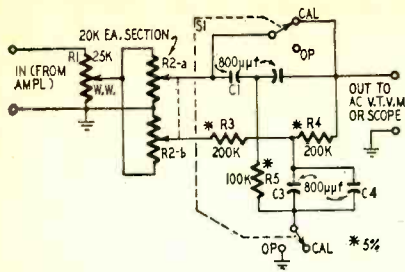 20K EA. SECTION
S1
CAL
OP
R1
25K
W.W.
R2-a
800μμf
C1
IN (FROM
AMPL)
OUT TO
AC V.T.V.M
OR SCOPE
R2-b
* R3
200K
* R4
200K
*
100K
R5
C3
800μμf
C4
OP
CAL
* 5%